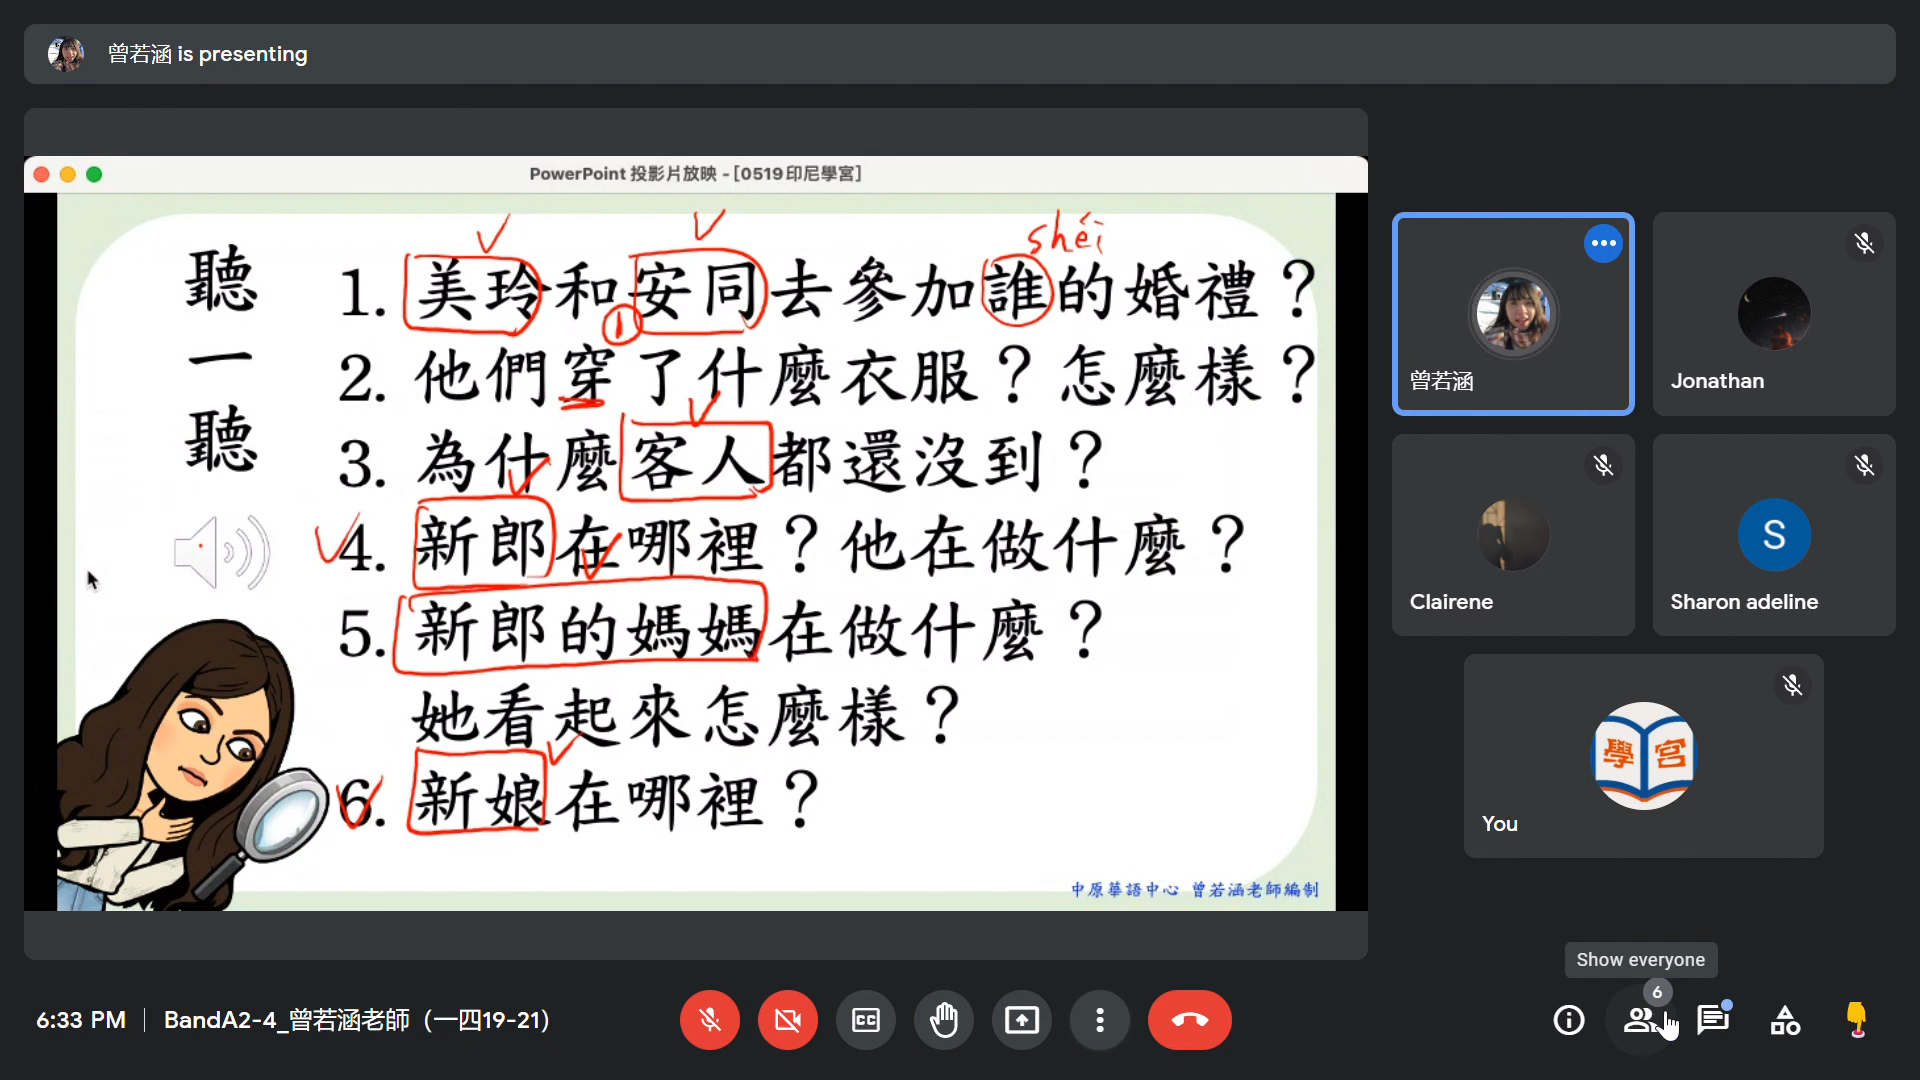 曾若涵 is presenting
PowerPoint 投影片放映 - [0519印尼學宮]
聽一聽
shéi
1. 美玲和安同去參加誰的婚禮？
1
2. 他們穿了什麼衣服？怎麼樣？
3. 為什麼客人都還沒到？
4. 新郎在哪裡？他在做什麼？
5. 新郎的媽媽在做什麼？
她看起來怎麼樣？
6. 新娘在哪裡？
中原華語中心 曾若涵老師編制
曾若涵
Jonathan
Clairene
S
Sharon adeline
學宮
You
Show everyone
6
6:33 PM
BandA2-4_曾若涵老師（一四19-21）
CC